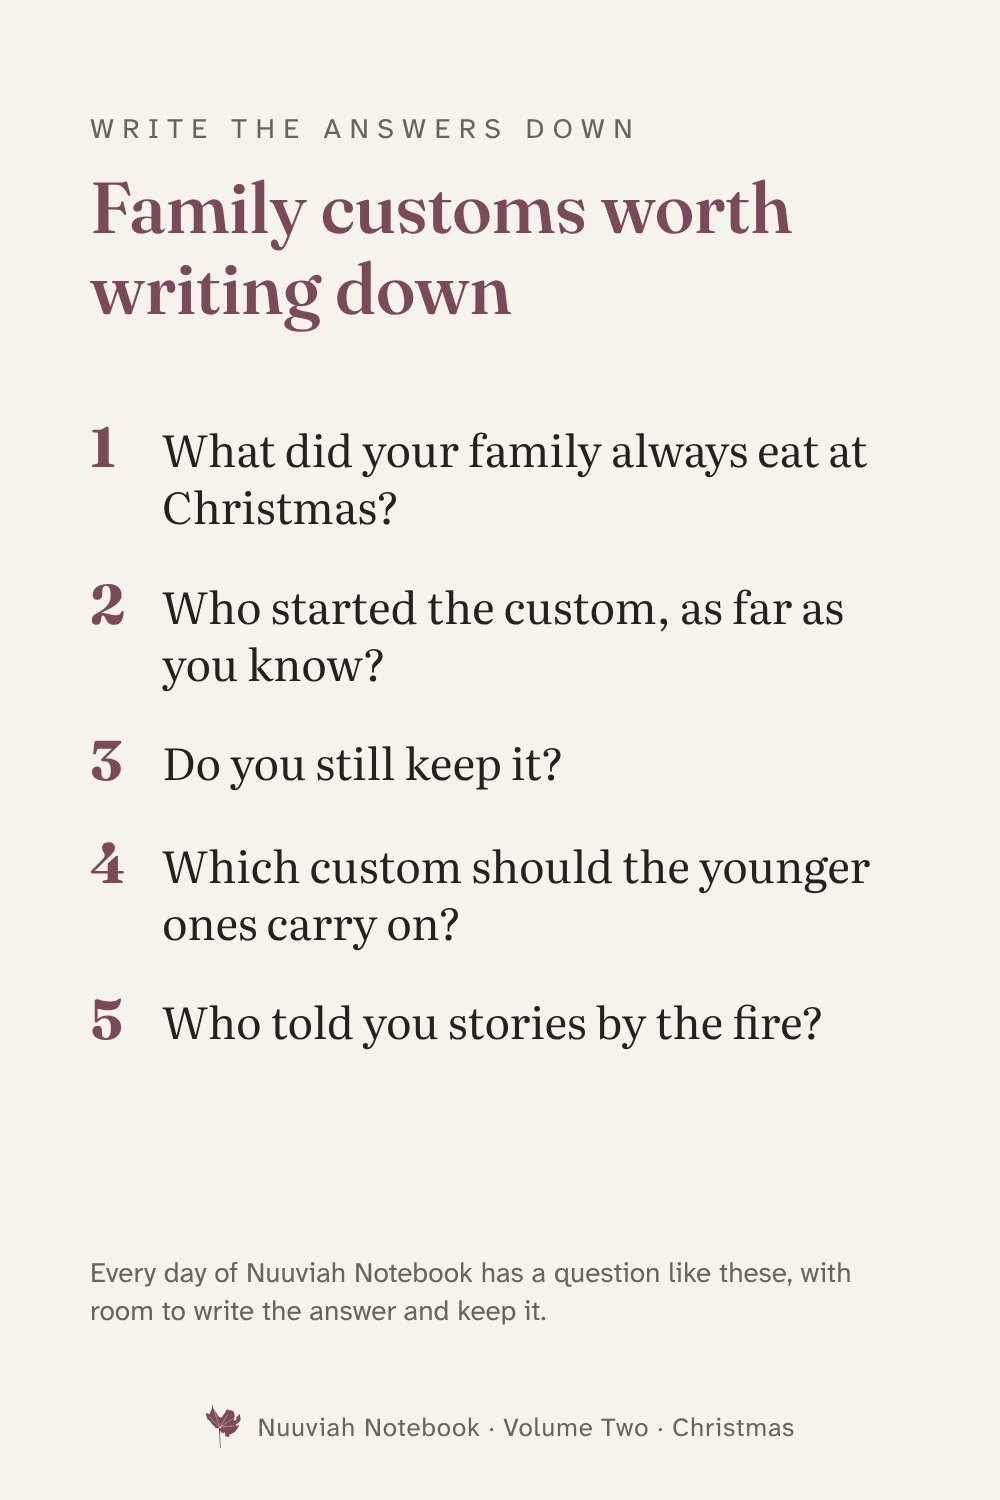 WRITE THE ANSWERS DOWN
Family customs worth
writing down
1 What did your family always eat at
Christmas?
2 Who started the custom, as far as
you know?
3 Do you still keep it?
4 Which custom should the younger
ones carry on?
5 Who told you stories by the fire?
Every day of Nuuviah Notebook has a question like these, with
room to write the answer and keep it.
Nuuviah Notebook · Volume Two · Christmas